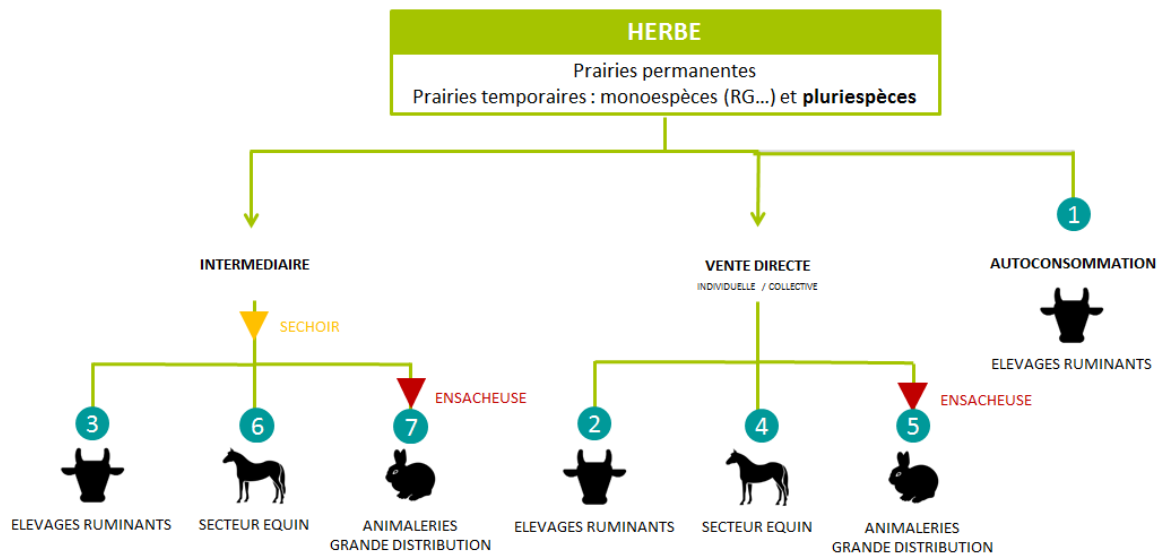 HERBE
Prairies permanentes
Prairies temporaires : monoespèces (RG...) et pluriespèces
1
INTERMEDIAIRE
VENTE DIRECTE
INDIVIDUELLE / COLLECTIVE
AUTOCONSOMMATION
SECHOIR
ELEVAGES RUMINANTS
ENSACHEUSE
ENSACHEUSE
3
6
7
2
4
5
ELEVAGES RUMINANTS
SECTEUR EQUIN
ANIMALERIES
GRANDE DISTRIBUTION
ELEVAGES RUMINANTS
SECTEUR EQUIN
ANIMALERIES
GRANDE DISTRIBUTION